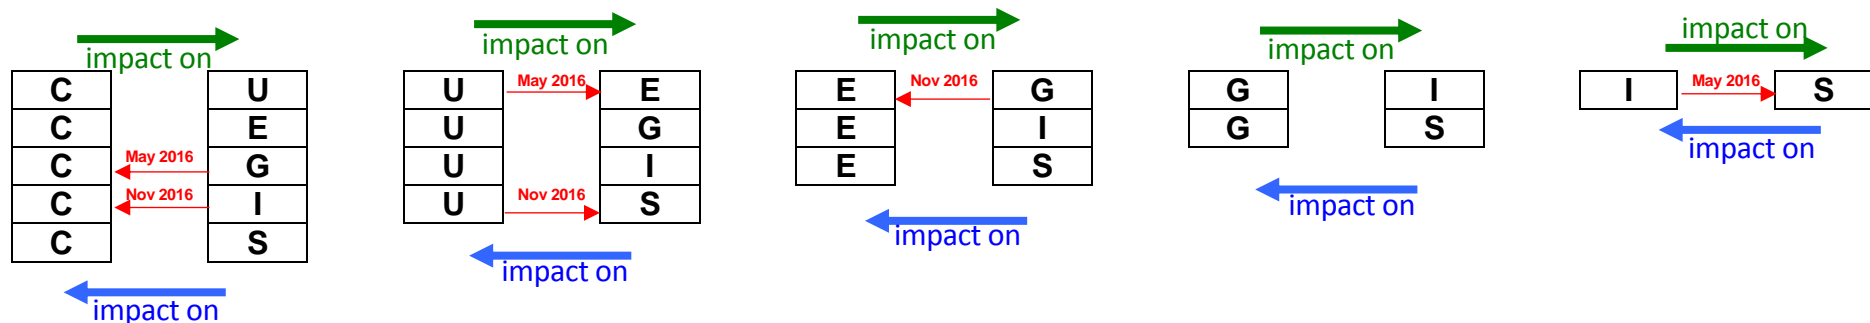 impact on
C U
C E
May 2016
C G
Nov 2016
C I
C S
impact on
impact on
U May 2016 E
U G
U I
U Nov 2016 S
impact on
impact on
E Nov 2016 G
E I
E S
impact on
impact on
G I
G S
impact on
impact on
I May 2016 S
impact on